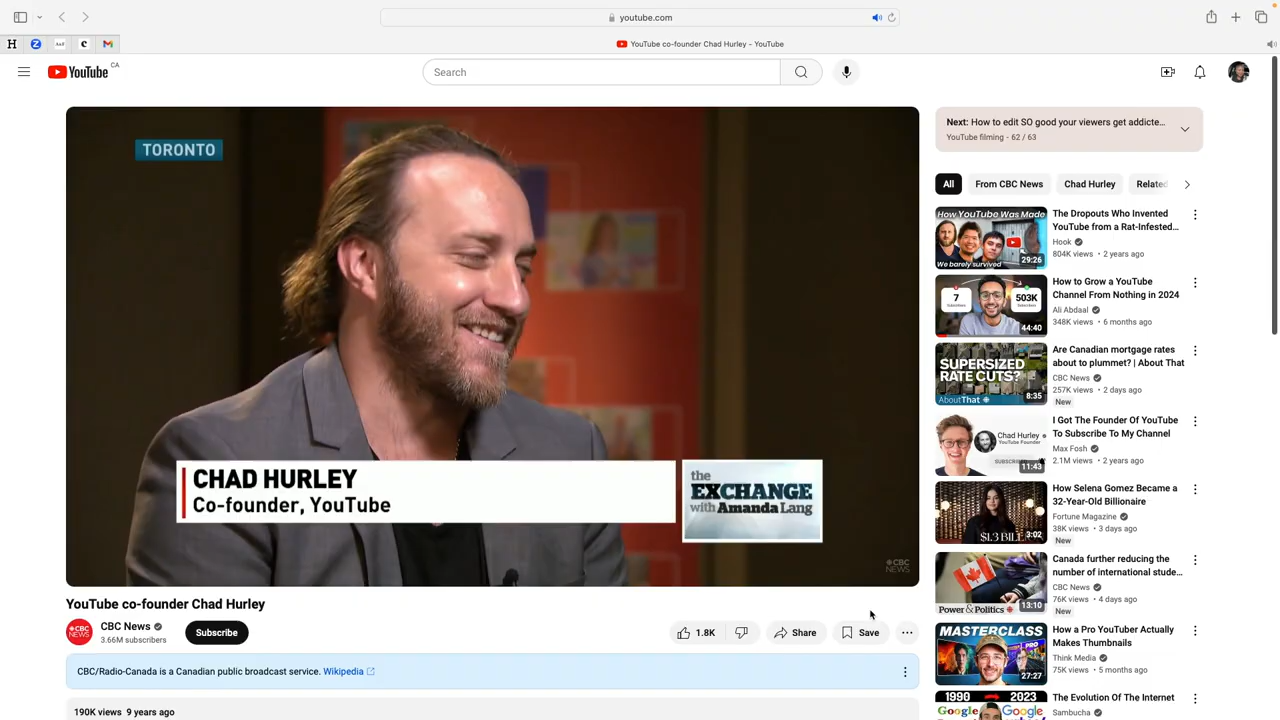 youtube.com
YouTube co-founder Chad Hurley – YouTube
YouTube CA
Search
TORONTO
CHAD HURLEY
Co-founder, YouTube
the
EXCHANGE
with Amanda Lang
CBC
NEWS
YouTube co-founder Chad Hurley
CBC News
3.66M subscribers
Subscribe
1.8K
Share
Save
CBC/Radio-Canada is a Canadian public broadcast service. Wikipedia
190K views 9 years ago
Next: How to edit SO good your viewers get addicte...
YouTube filming - 62 / 63
All
From CBC News
Chad Hurley
Related
How YouTube Was Made
We barely survived
29:26
The Dropouts Who Invented
YouTube from a Rat-Infested...
Hook
804K views • 2 years ago
7
503K
44:40
How to Grow a YouTube
Channel From Nothing in 2024
Ali Abdaal
348K views • 6 months ago
SUPERSIZED
RATE CUTS?
About That
8:35
Are Canadian mortgage rates
about to plummet? | About That
CBC News
257K views • 2 days ago
New
Chad Hurley
YouTube Founder
SUBSCRIBED
11:43
I Got The Founder Of YouTube
To Subscribe To My Channel
Max Fosh
2.1M views • 2 years ago
$1.3 BILL
3:02
How Selena Gomez Became a
32-Year-Old Billionaire
Fortune Magazine
38K views • 3 days ago
New
Power & Politics
13:10
Canada further reducing the
number of international stude...
CBC News
76K views • 4 days ago
New
MASTERCLASS
PRO
27:27
How a Pro YouTuber Actually
Makes Thumbnails
Think Media
75K views • 5 months ago
1990
2023
Google
Google
The Evolution Of The Internet
Sambucha